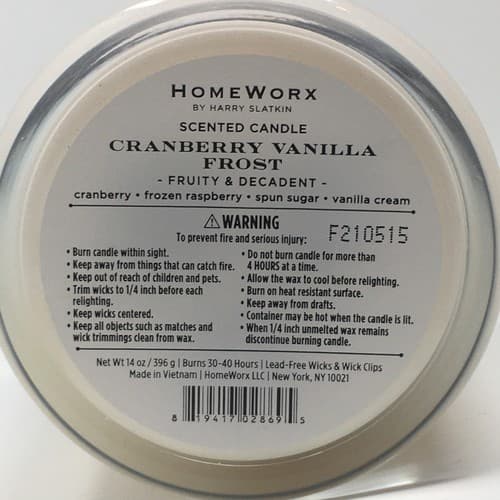 HOMEWORX
BY HARRY SLATKIN
SCENTED CANDLE
CRANBERRY VANILLA
FROST
- FRUITY & DECADENT -
cranberry • frozen raspberry • spun sugar • vanilla cream
⚠WARNING
To prevent fire and serious injury:
F210515
• Burn candle within sight.
• Keep away from things that can catch fire.
• Keep out of reach of children and pets.
• Trim wicks to 1/4 inch before each
relighting.
• Keep wicks centered.
• Keep all objects such as matches and
wick trimmings clean from wax.
• Do not burn candle for more than
4 HOURS at a time.
• Allow the wax to cool before relighting.
• Burn on heat resistant surface.
• Keep away from drafts.
• Container may be hot when the candle is lit.
• When 1/4 inch unmelted wax remains
discontinue burning candle.
Net Wt 14 oz / 396 g | Burns 30-40 Hours | Lead-Free Wicks & Wick Clips
Made in Vietnam | HomeWorx LLC | New York, NY 10021
8 19417 02869 5